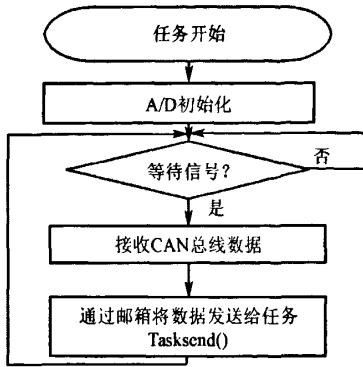 任务开始
A/D初始化
等待信号?
否
是
接收CAN总线数据
通过邮箱将数据发送给任务
Tasksend()